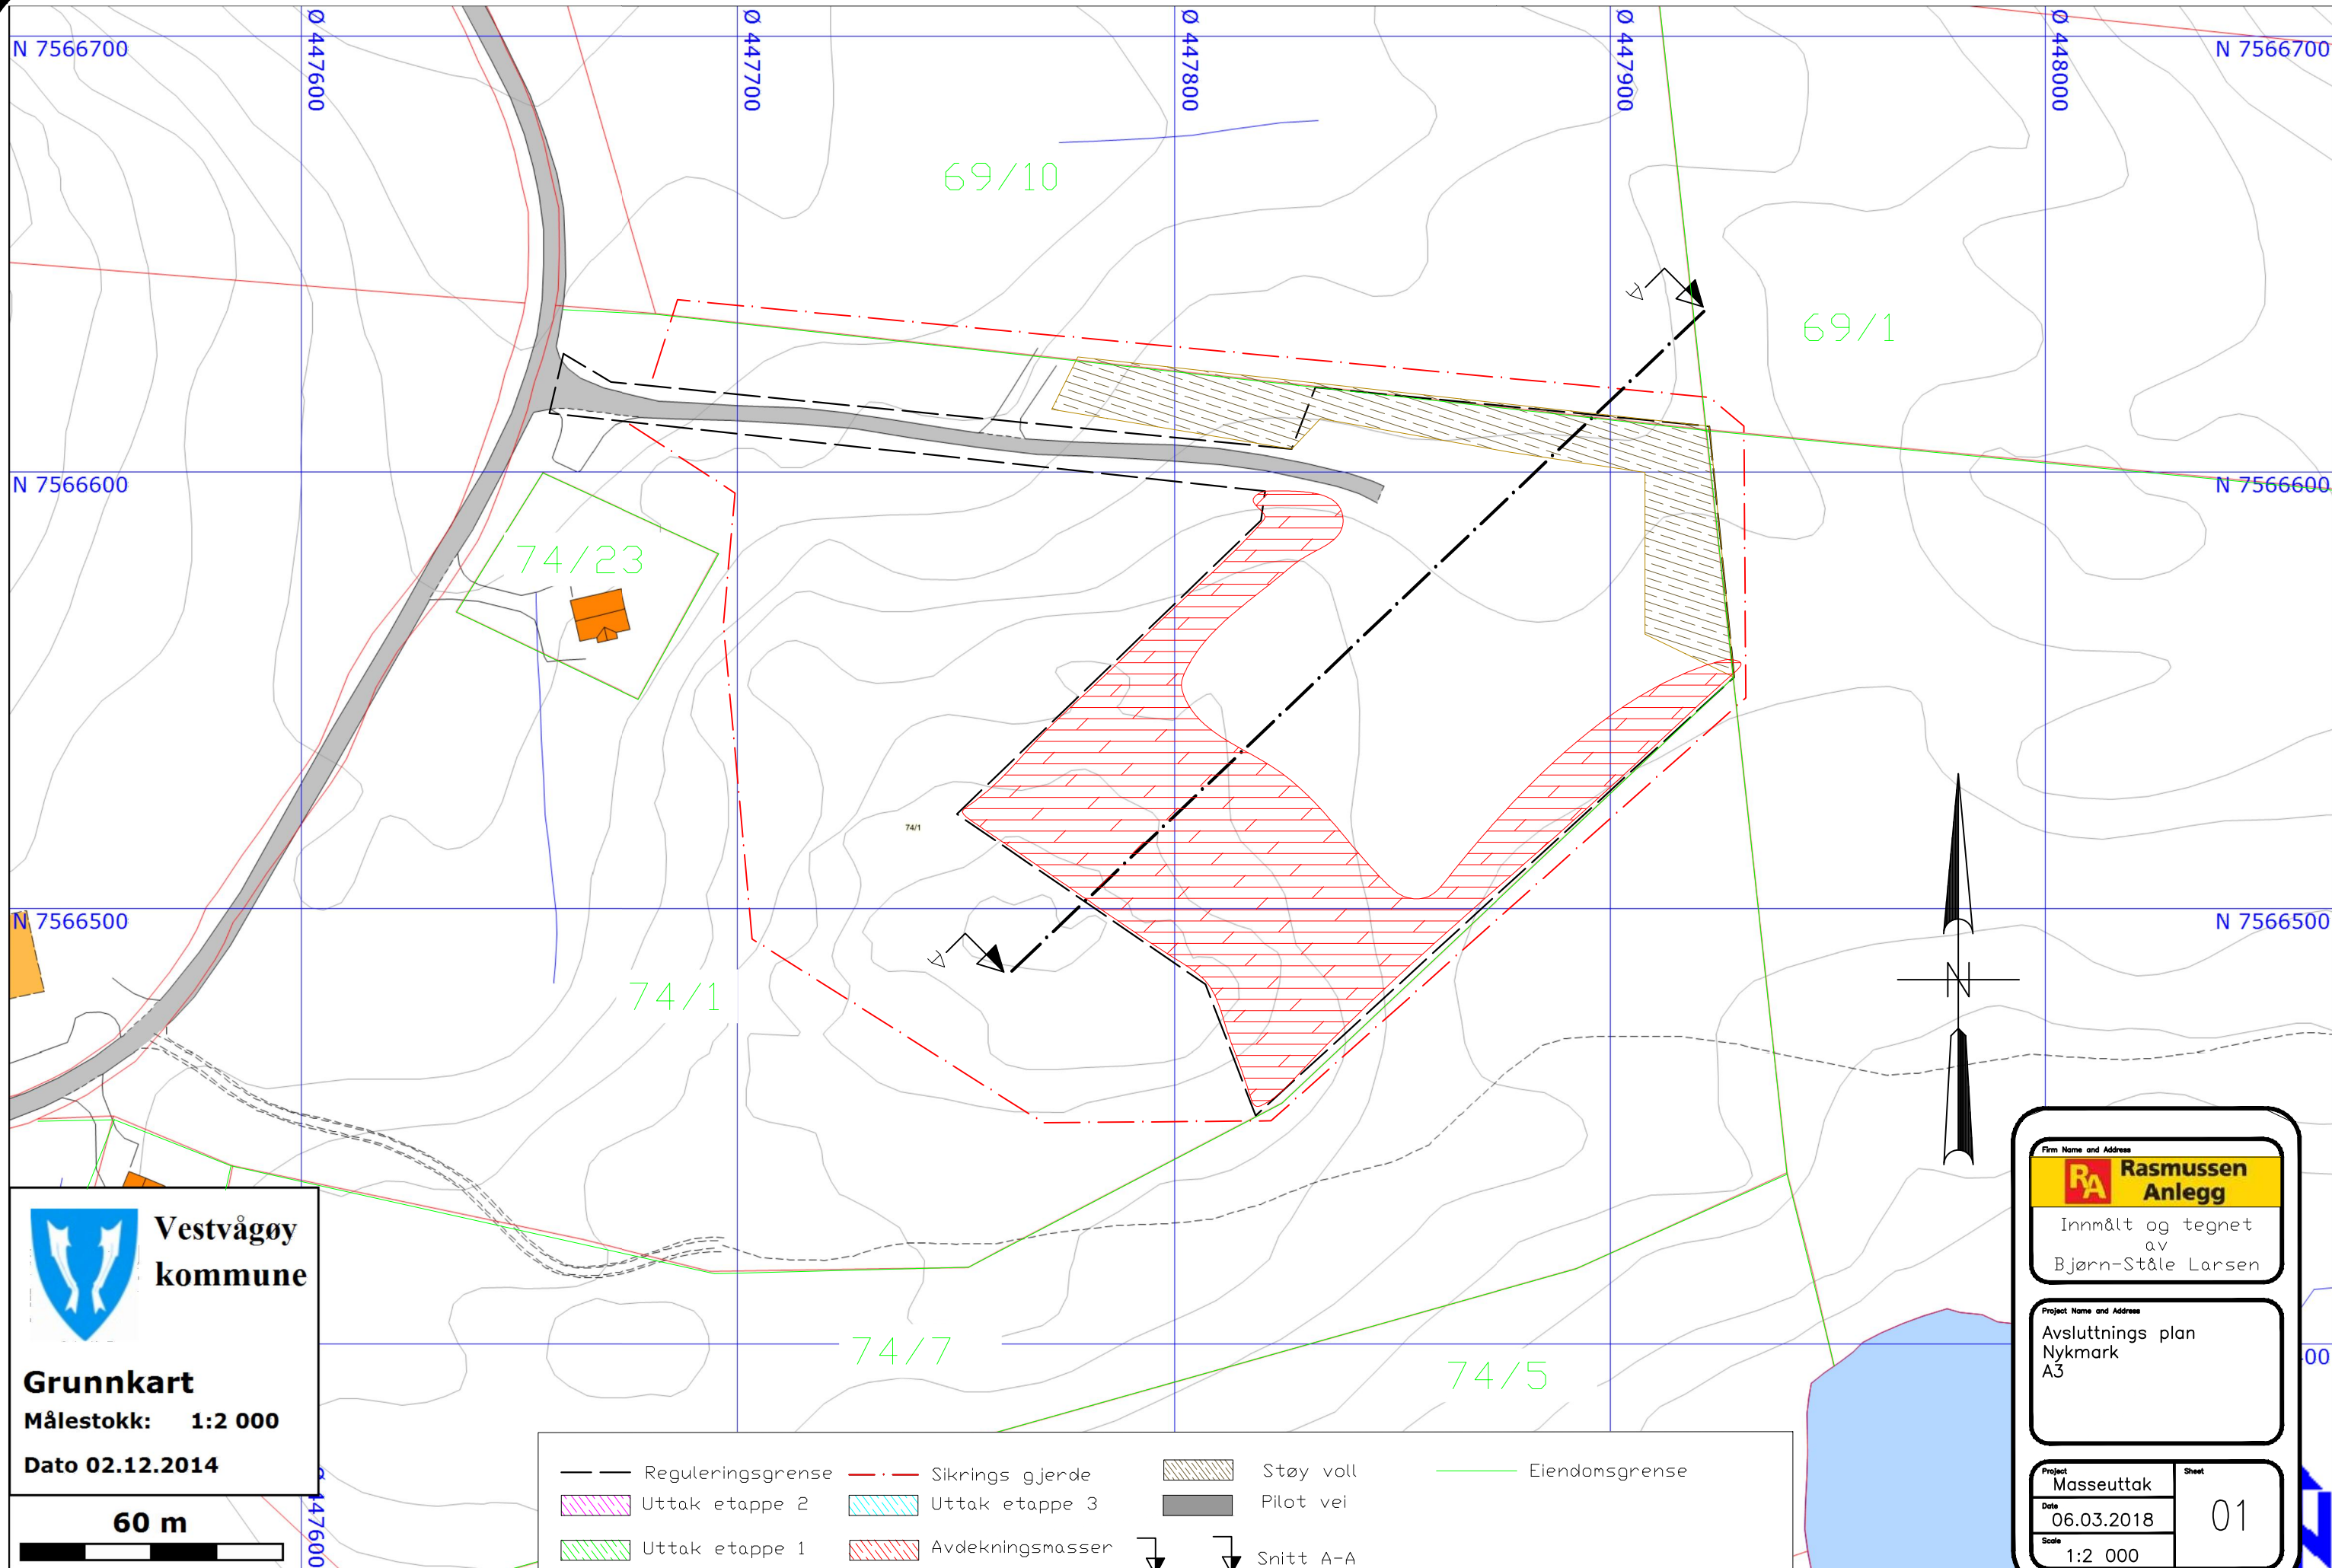 Ø 447600
Ø 447700
Ø 447800
Ø 447900
Ø 448000
N 7566700
N 7566700
69/10
A
69/1
N 7566600
N 7566600
74/23
74/1
N 7566500
N 7566500
A
74/1
74/7
74/5
00
Vestvågøy
kommune
Grunnkart
Målestokk: 1:2 000
Dato 02.12.2014
60 m
47600
Reguleringsgrense
Sikrings gjerde
Støy voll
Eiendomsgrense
Uttak etappe 2
Uttak etappe 3
Pilot vei
Uttak etappe 1
Avdekningsmasser
Snitt A-A
N
Firm Name and Address
RA Rasmussen
Anlegg
Innmålt og tegnet
av
Bjørn-Ståle Larsen
Project Name and Address
Avsluttnings plan
Nykmark
A3
Project
Masseuttak
Sheet
01
Date
06.03.2018
Scale
1:2 000